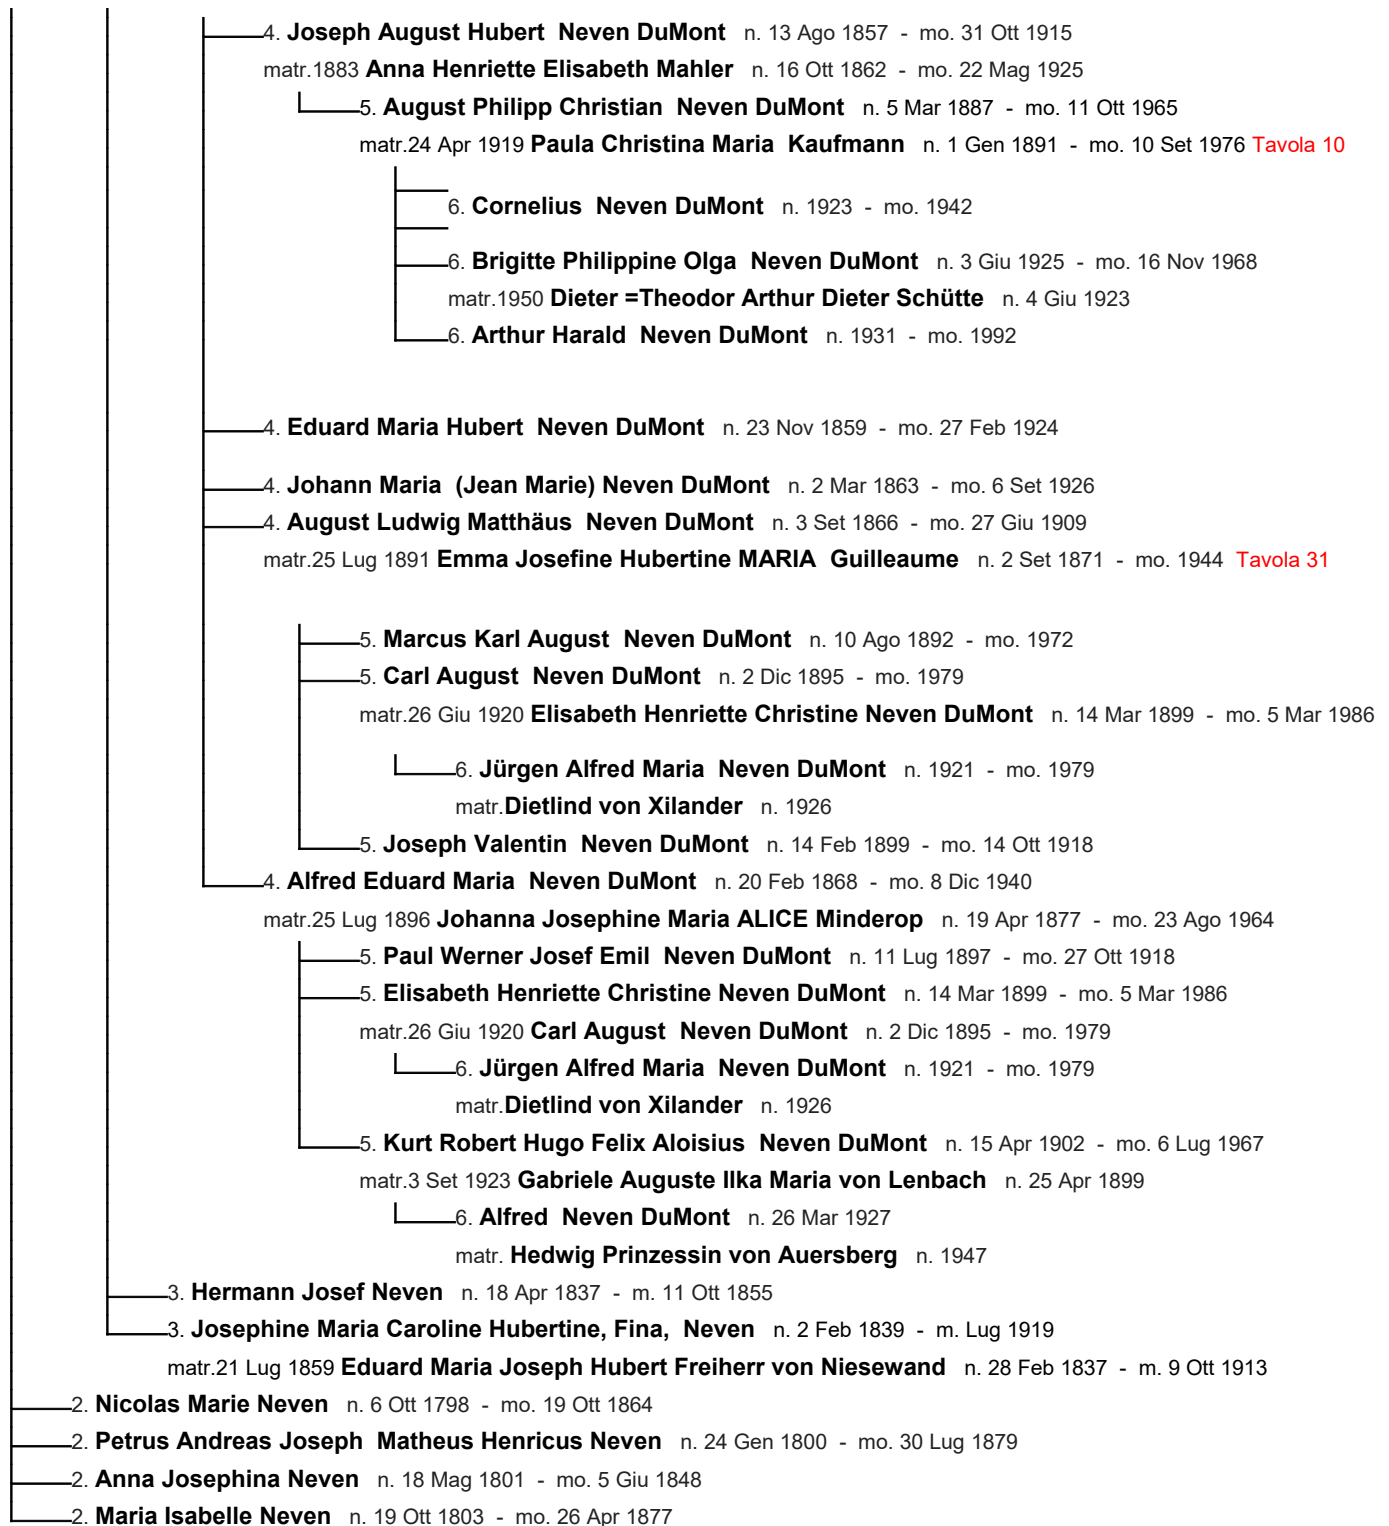 4. Joseph August Hubert Neven DuMont n. 13 Ago 1857 - mo. 31 Ott 1915
matr.1883 Anna Henriette Elisabeth Mahler n. 16 Ott 1862 - mo. 22 Mag 1925
5. August Philipp Christian Neven DuMont n. 5 Mar 1887 - mo. 11 Ott 1965
matr.24 Apr 1919 Paula Christina Maria Kaufmann n. 1 Gen 1891 - mo. 10 Set 1976 Tavola 10
6. Cornelius Neven DuMont n. 1923 - mo. 1942
6. Brigitte Philippine Olga Neven DuMont n. 3 Giu 1925 - mo. 16 Nov 1968
matr.1950 Dieter =Theodor Arthur Dieter Schütte n. 4 Giu 1923
6. Arthur Harald Neven DuMont n. 1931 - mo. 1992
4. Eduard Maria Hubert Neven DuMont n. 23 Nov 1859 - mo. 27 Feb 1924
4. Johann Maria (Jean Marie) Neven DuMont n. 2 Mar 1863 - mo. 6 Set 1926
4. August Ludwig Matthäus Neven DuMont n. 3 Set 1866 - mo. 27 Giu 1909
matr.25 Lug 1891 Emma Josefine Hubertine MARIA Guilleaume n. 2 Set 1871 - mo. 1944 Tavola 31
5. Marcus Karl August Neven DuMont n. 10 Ago 1892 - mo. 1972
5. Carl August Neven DuMont n. 2 Dic 1895 - mo. 1979
matr.26 Giu 1920 Elisabeth Henriette Christine Neven DuMont n. 14 Mar 1899 - mo. 5 Mar 1986
6. Jürgen Alfred Maria Neven DuMont n. 1921 - mo. 1979
matr.Dietlind von Xilander n. 1926
5. Joseph Valentin Neven DuMont n. 14 Feb 1899 - mo. 14 Ott 1918
4. Alfred Eduard Maria Neven DuMont n. 20 Feb 1868 - mo. 8 Dic 1940
matr.25 Lug 1896 Johanna Josephine Maria ALICE Minderop n. 19 Apr 1877 - mo. 23 Ago 1964
5. Paul Werner Josef Emil Neven DuMont n. 11 Lug 1897 - mo. 27 Ott 1918
5. Elisabeth Henriette Christine Neven DuMont n. 14 Mar 1899 - mo. 5 Mar 1986
matr.26 Giu 1920 Carl August Neven DuMont n. 2 Dic 1895 - mo. 1979
6. Jürgen Alfred Maria Neven DuMont n. 1921 - mo. 1979
matr.Dietlind von Xilander n. 1926
5. Kurt Robert Hugo Felix Aloisius Neven DuMont n. 15 Apr 1902 - mo. 6 Lug 1967
matr.3 Set 1923 Gabriele Auguste Ilka Maria von Lenbach n. 25 Apr 1899
6. Alfred Neven DuMont n. 26 Mar 1927
matr. Hedwig Prinzessin von Auersberg n. 1947
3. Hermann Josef Neven n. 18 Apr 1837 - m. 11 Ott 1855
3. Josephine Maria Caroline Hubertine, Fina, Neven n. 2 Feb 1839 - m. Lug 1919
matr.21 Lug 1859 Eduard Maria Joseph Hubert Freiherr von Niesewand n. 28 Feb 1837 - m. 9 Ott 1913
2. Nicolas Marie Neven n. 6 Ott 1798 - mo. 19 Ott 1864
2. Petrus Andreas Joseph Matheus Henricus Neven n. 24 Gen 1800 - mo. 30 Lug 1879
2. Anna Josephina Neven n. 18 Mag 1801 - mo. 5 Giu 1848
2. Maria Isabelle Neven n. 19 Ott 1803 - mo. 26 Apr 1877